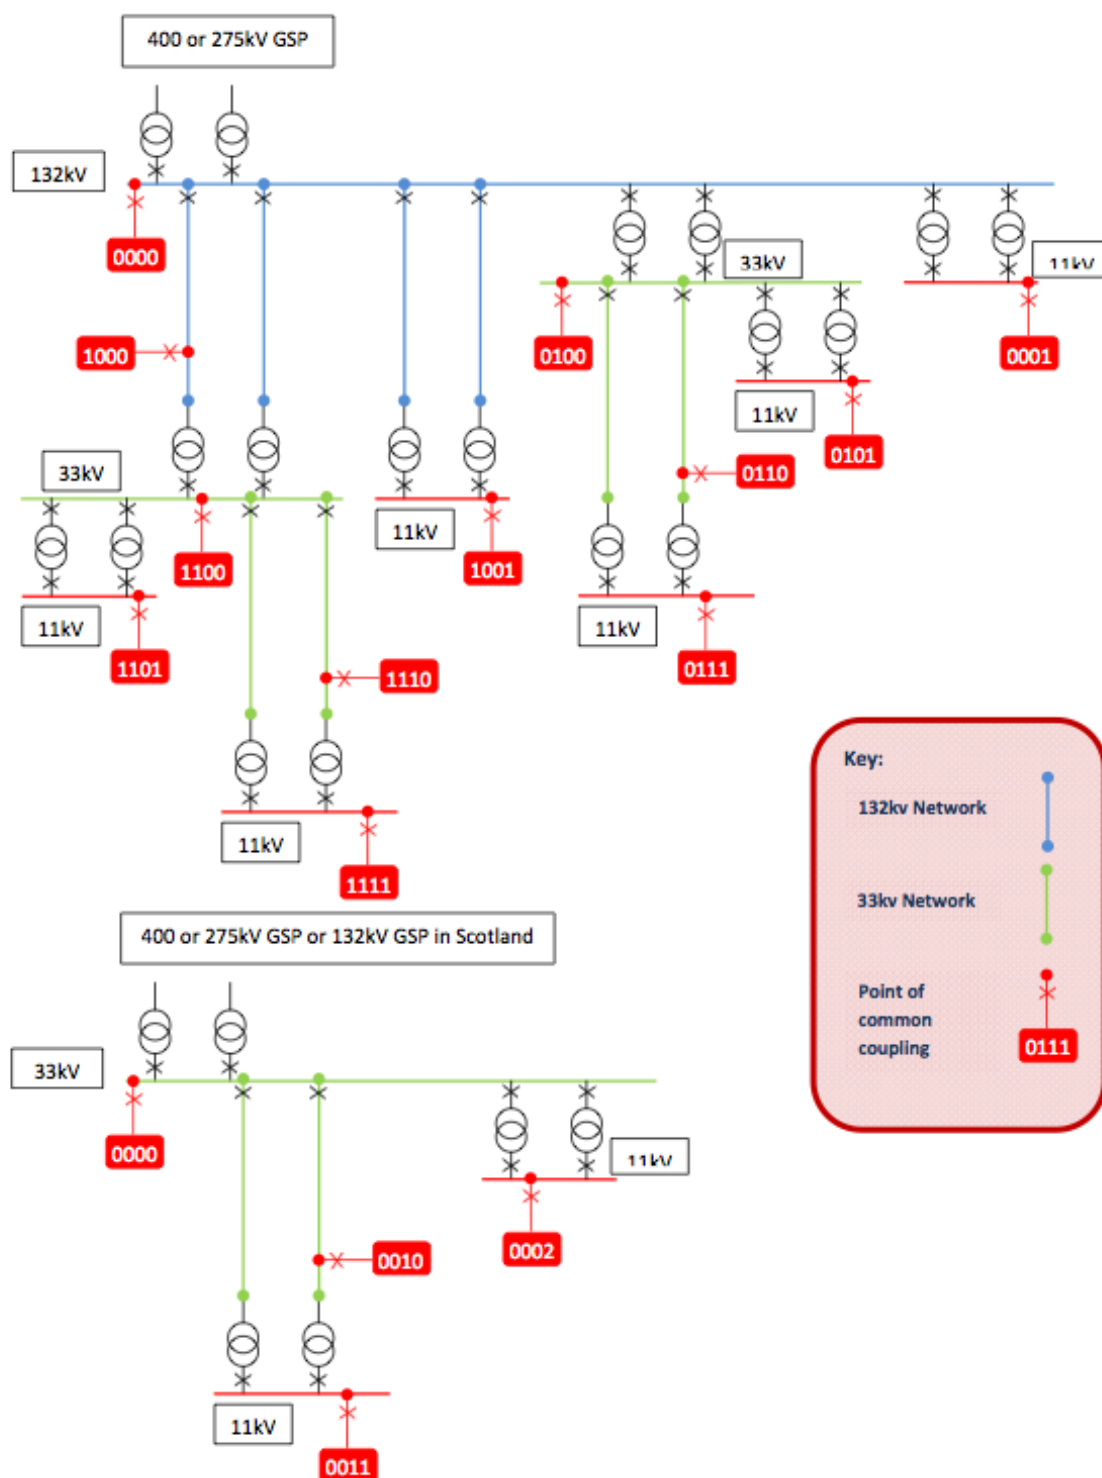 400 or 275kV GSP
132kV
0000
33kV
11kV
1000
0100
0001
11kV
0101
33kV
0110
11kV
1100
1001
11kV
11kV
1101
1110
0111
Key:
132kv Network
33kv Network
Point of
common
coupling
0111
11kV
1111
400 or 275kV GSP or 132kV GSP in Scotland
33kV
0000
11kV
0002
0010
11kV
0011